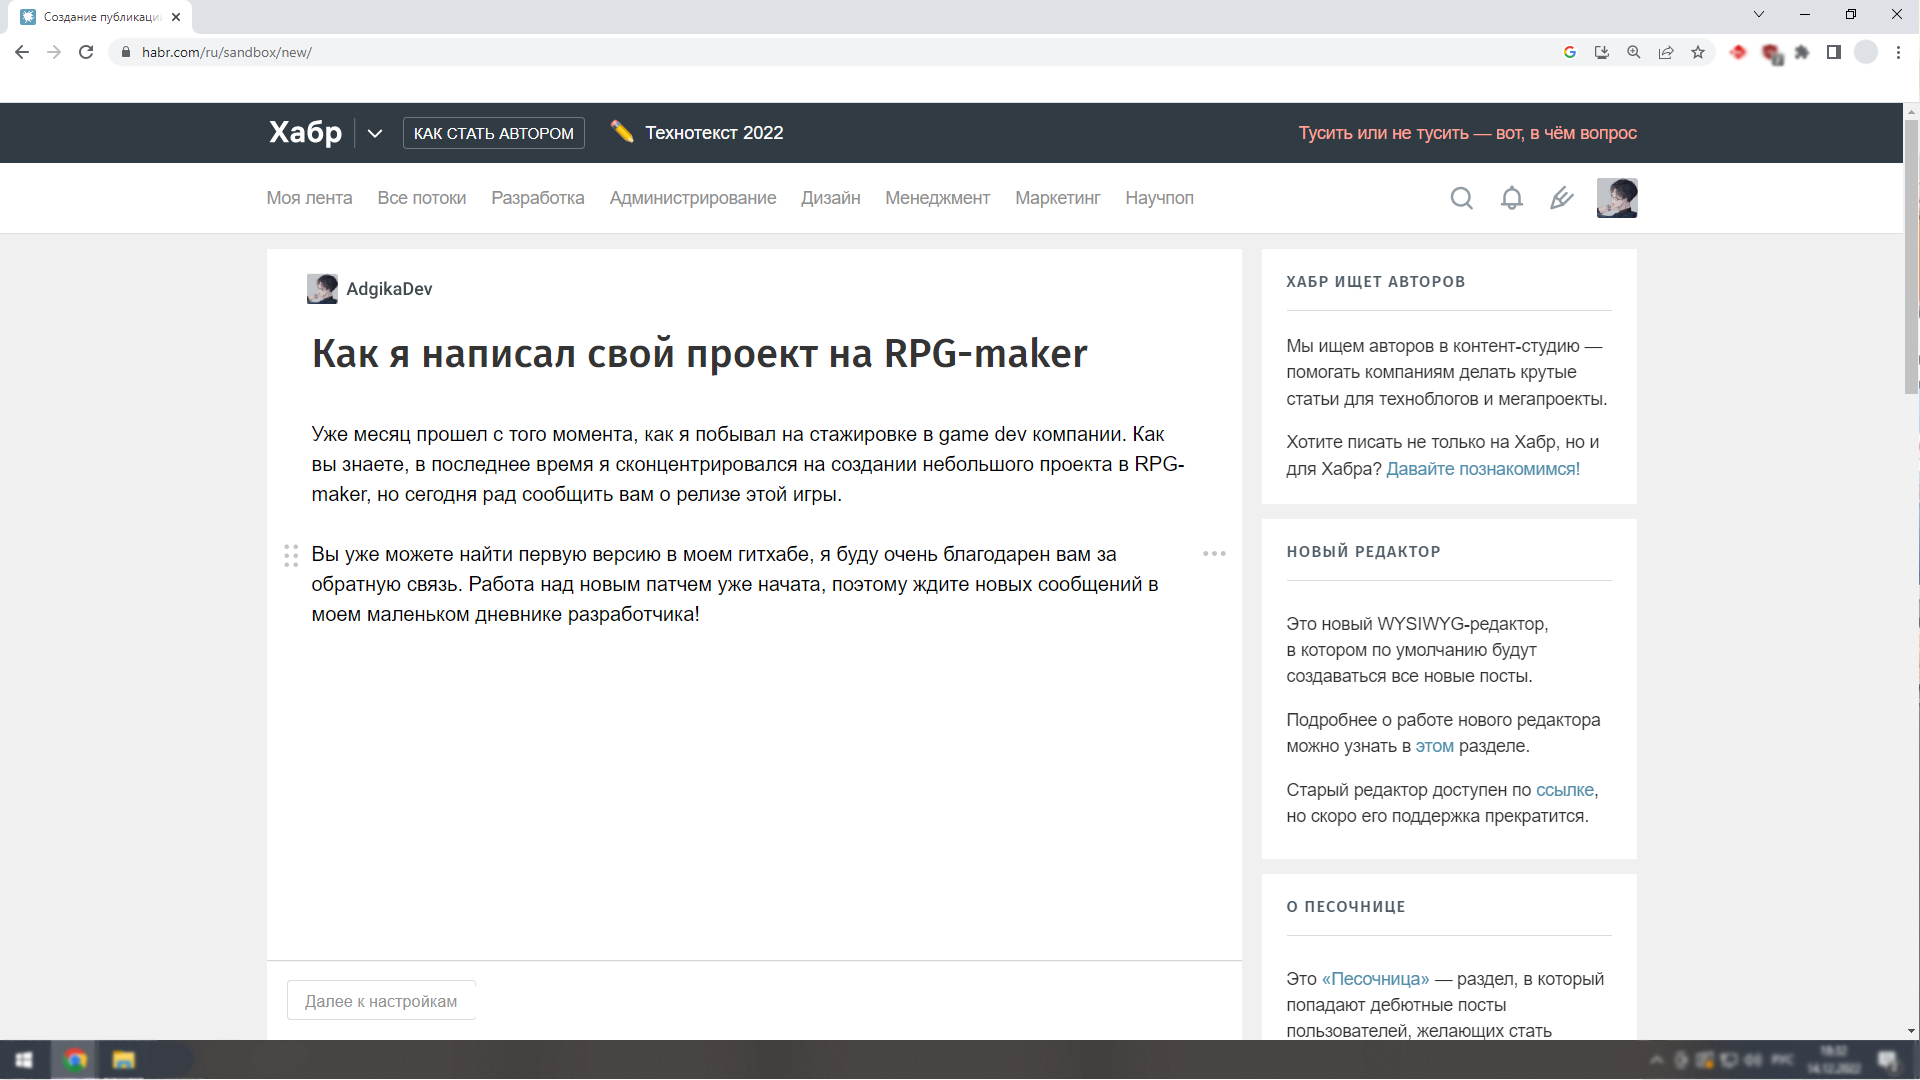 Создание публикаци
habr.com/ru/sandbox/new/
Хабр
КАК СТАТЬ АВТОРОМ
Технотекст 2022
Тусить или не тусить — вот, в чём вопрос
Моя лента Все потоки Разработка Администрирование Дизайн Менеджмент Маркетинг Научпоп
AdgikaDev
Как я написал свой проект на RPG-maker
Уже месяц прошел с того момента, как я побывал на стажировке в game dev компании. Как
вы знаете, в последнее время я сконцентрировался на создании небольшого проекта в RPG-
maker, но сегодня рад сообщить вам о релизе этой игры.
Вы уже можете найти первую версию в моем гитхабе, я буду очень благодарен вам за
обратную связь. Работа над новым патчем уже начата, поэтому ждите новых сообщений в
моем маленьком дневнике разработчика!
Далее к настройкам
ХАБР ИЩЕТ АВТОРОВ
Мы ищем авторов в контент-студию —
помогать компаниям делать крутые
статьи для техноблогов и мегапроекты.
Хотите писать не только на Хабр, но и
для Хабра? Давайте познакомимся!
НОВЫЙ РЕДАКТОР
Это новый WYSIWYG-редактор,
в котором по умолчанию будут
создаваться все новые посты.
Подробнее о работе нового редактора
можно узнать в этом разделе.
Старый редактор доступен по ссылке,
но скоро его поддержка прекратится.
О ПЕСОЧНИЦЕ
Это «Песочница» — раздел, в который
попадают дебютные посты
пользователей, желающих стать
РУС
14.12.2022